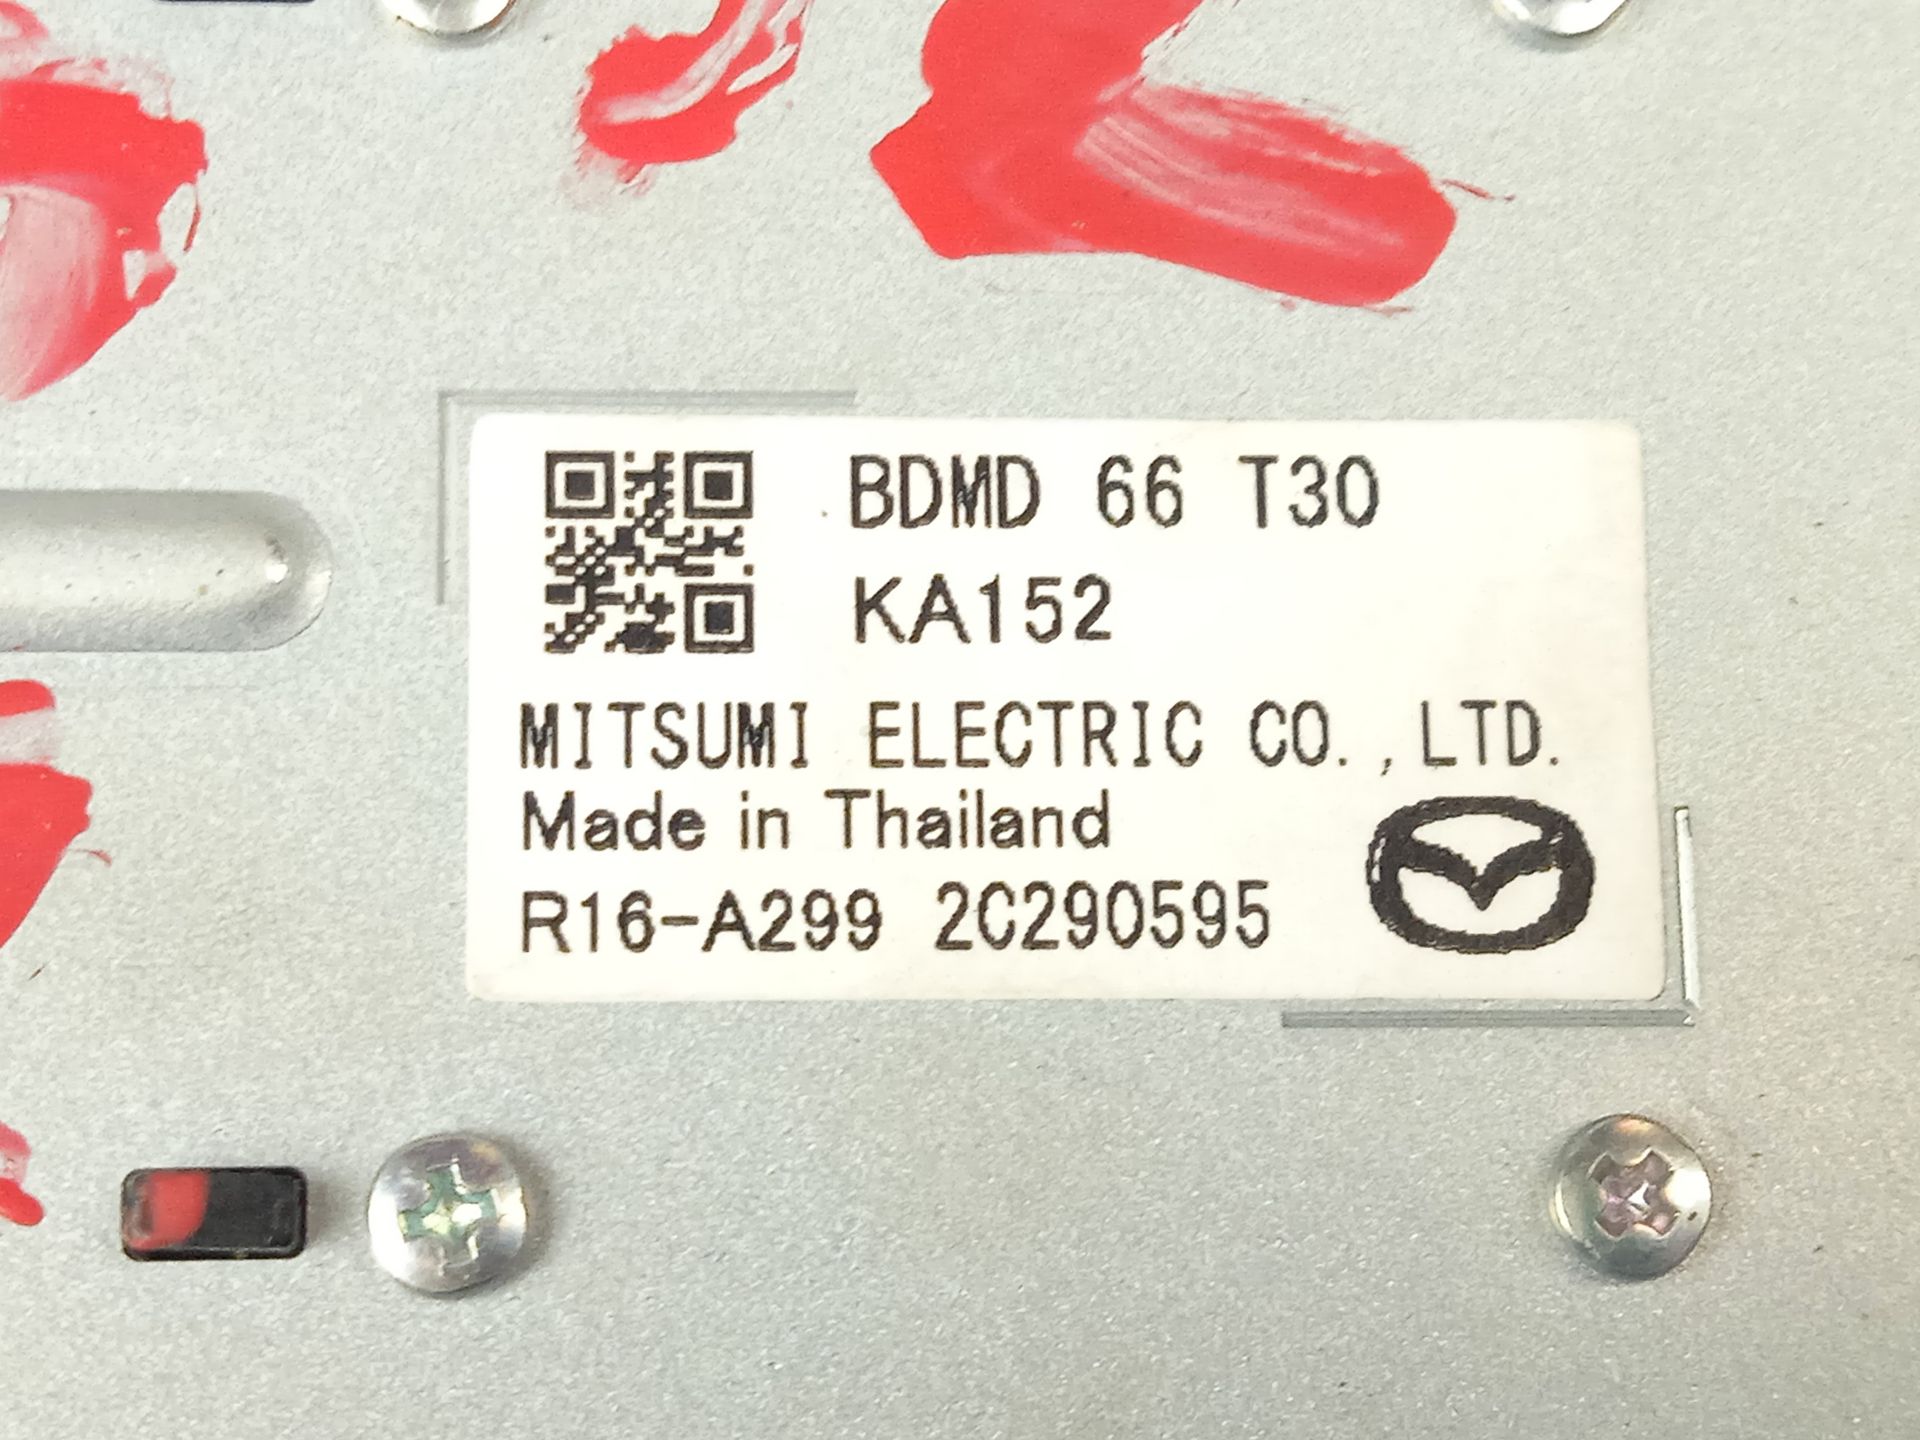 BDMD 66 T30
KA152
MITSUMI ELECTRIC CO.,LTD.
Made in Thailand
R16-A299 2C290595